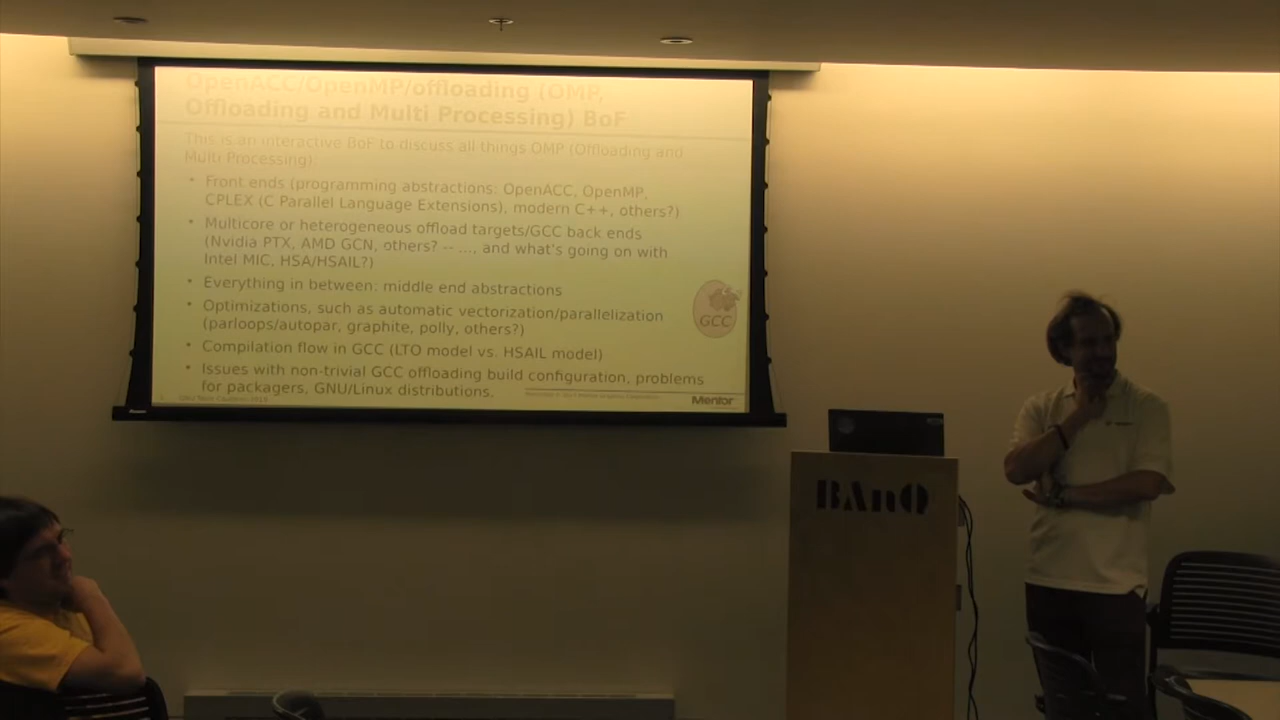 OpenACC/OpenMP/offloading (OMP,
Offloading and Multi Processing) BoF
This is an interactive BoF to discuss all things OMP (Offloading and
Multi Processing):
• Front ends (programming abstractions: OpenACC, OpenMP,
CPLEX (C Parallel Language Extensions), modern C++, others?)
• Multicore or heterogeneous offload targets/GCC back ends
(Nvidia PTX, AMD GCN, others? -- ..., and what's going on with
Intel MIC, HSA/HSAIL?)
• Everything in between: middle end abstractions
• Optimizations, such as automatic vectorization/parallelization
(parloops/autopar, graphite, polly, others?)
GCC
• Compilation flow in GCC (LTO model vs. HSAIL model)
• Issues with non-trivial GCC offloading build configuration, problems
for packagers, GNU/Linux distributions.
Mentor
BAnQ